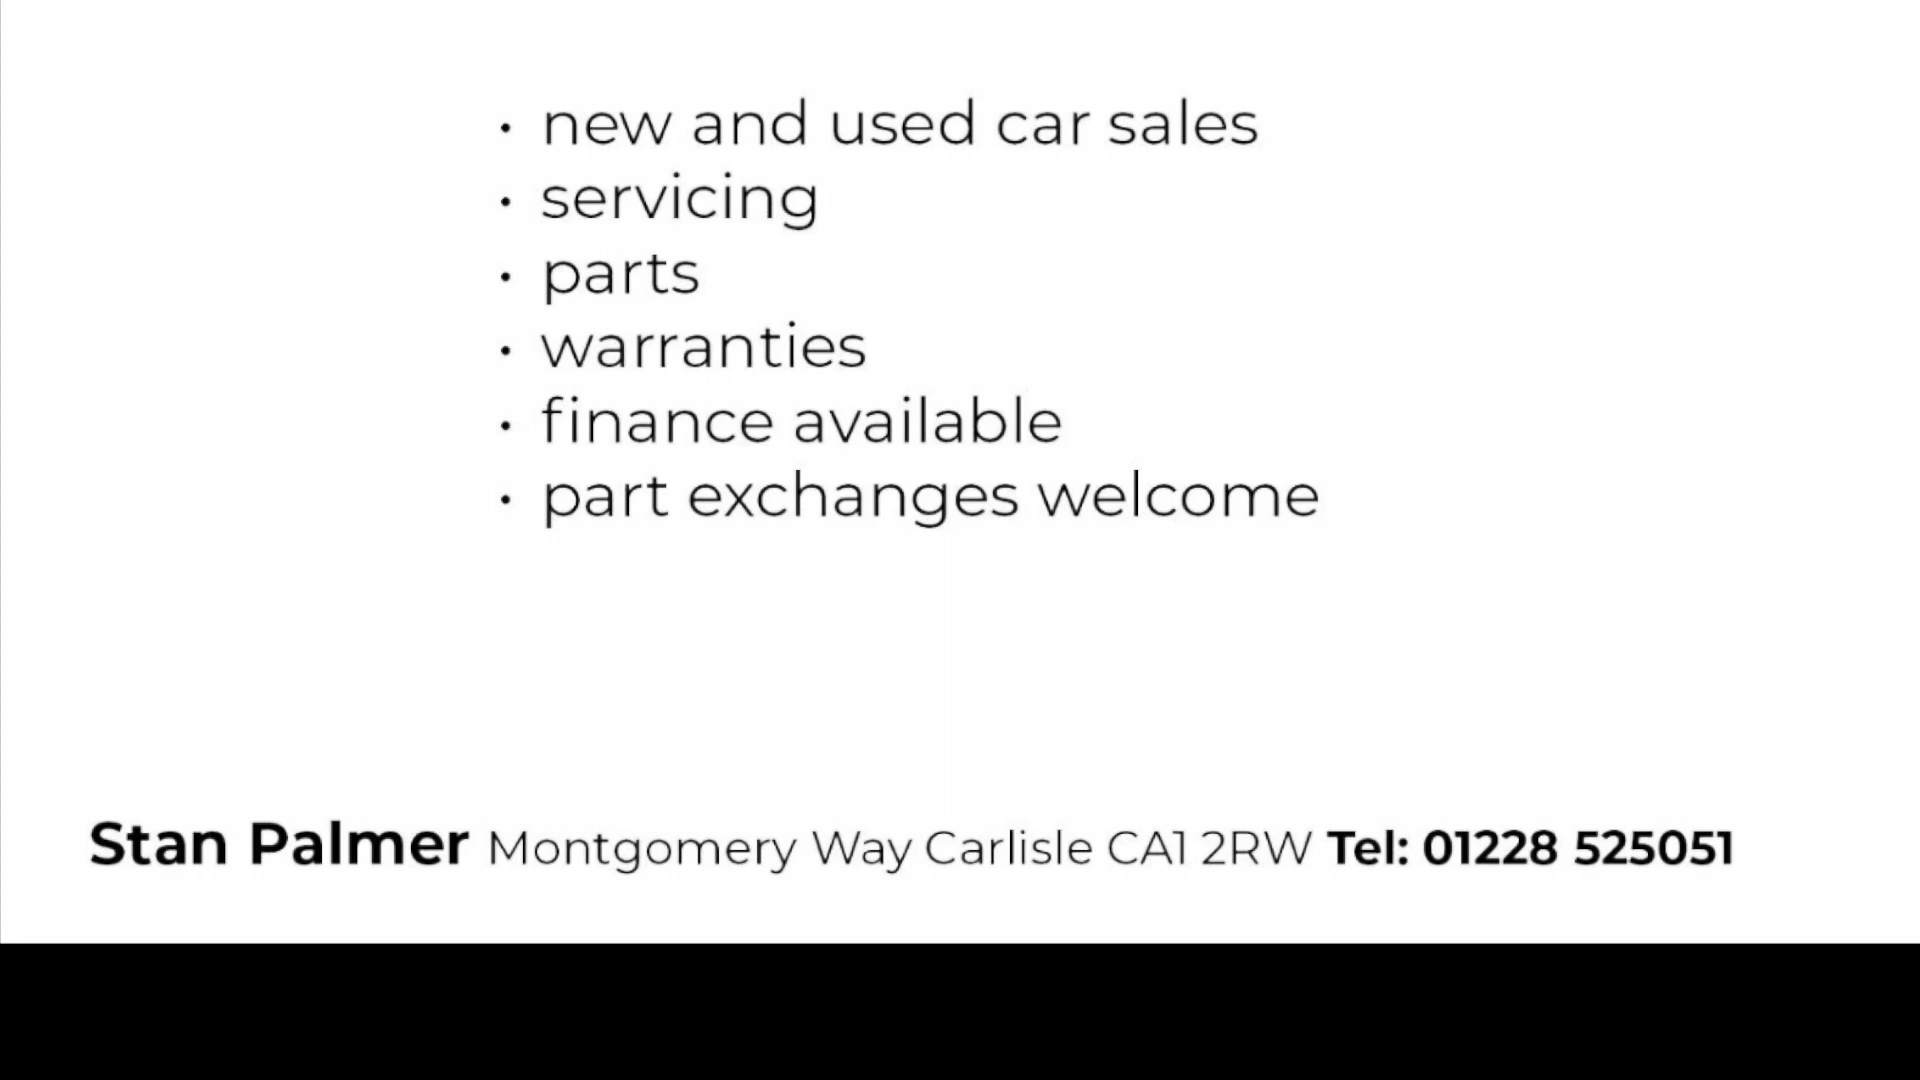 • new and used car sales
• servicing
• parts
• warranties
• finance available
• part exchanges welcome
Stan Palmer Montgomery Way Carlisle CA1 2RW Tel: 01228 525051